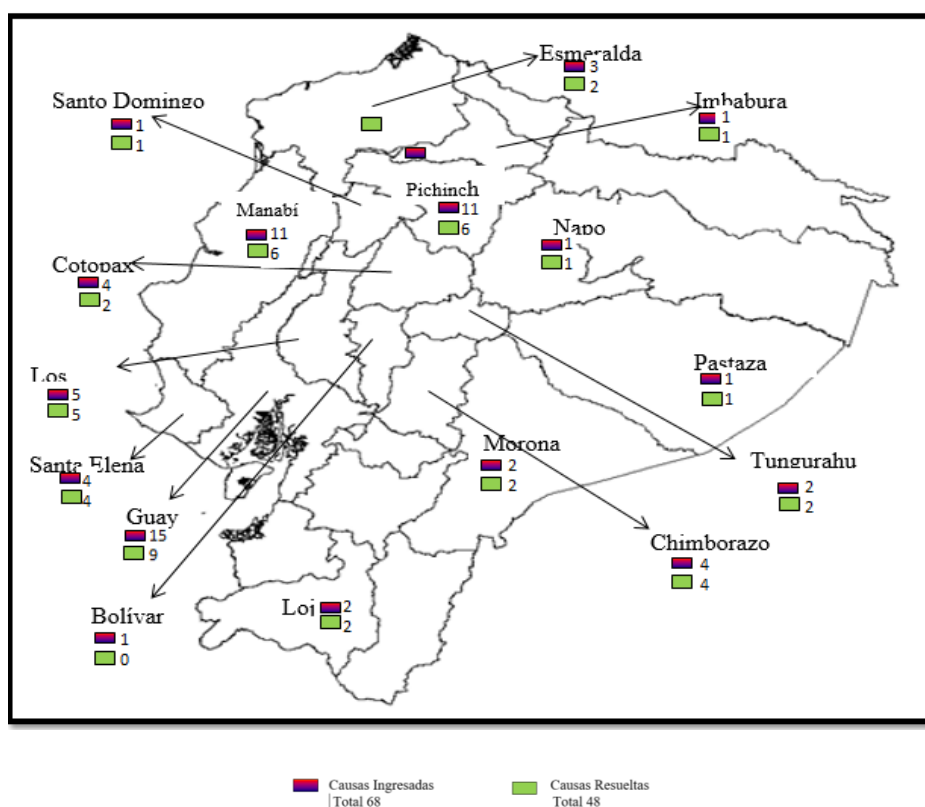 Esmeralda
3
2
Santo Domingo
1
1
Imbabura
1
1
Pichinch
11
6
Manabí
11
6
Napo
1
1
Cotopax
4
2
Los
5
5
Pastaza
1
1
Santa Elena
4
4
Morona
2
2
Tungurahu
2
2
Guay
15
9
Chimborazo
4
4
Bolívar
1
0
Loj
2
2
Causas Ingresadas
Total 68
Causas Resueltas
Total 48